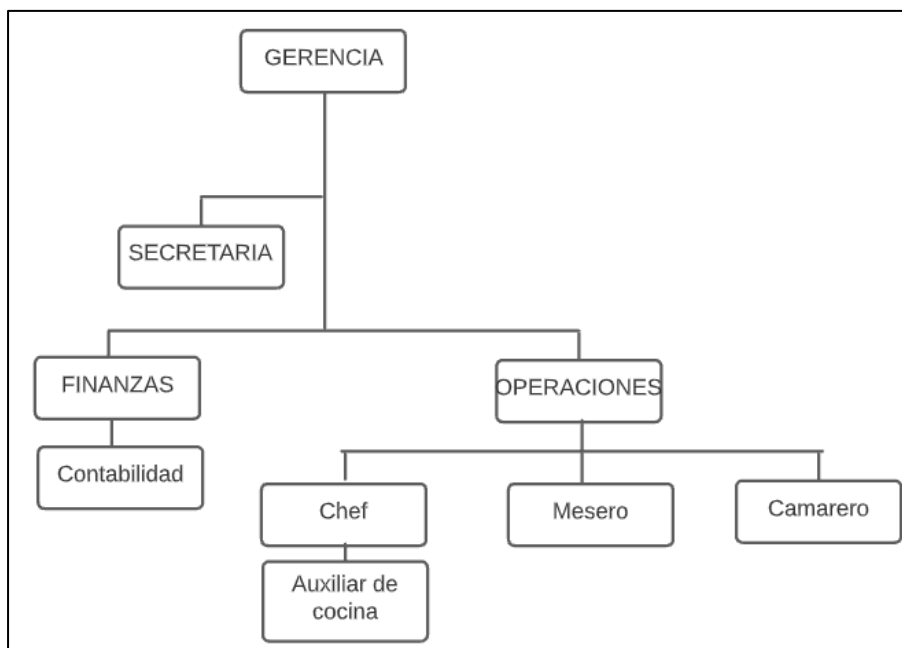 GERENCIA
SECRETARIA
FINANZAS
OPERACIONES
Contabilidad
Chef
Mesero
Camarero
Auxiliar de
cocina